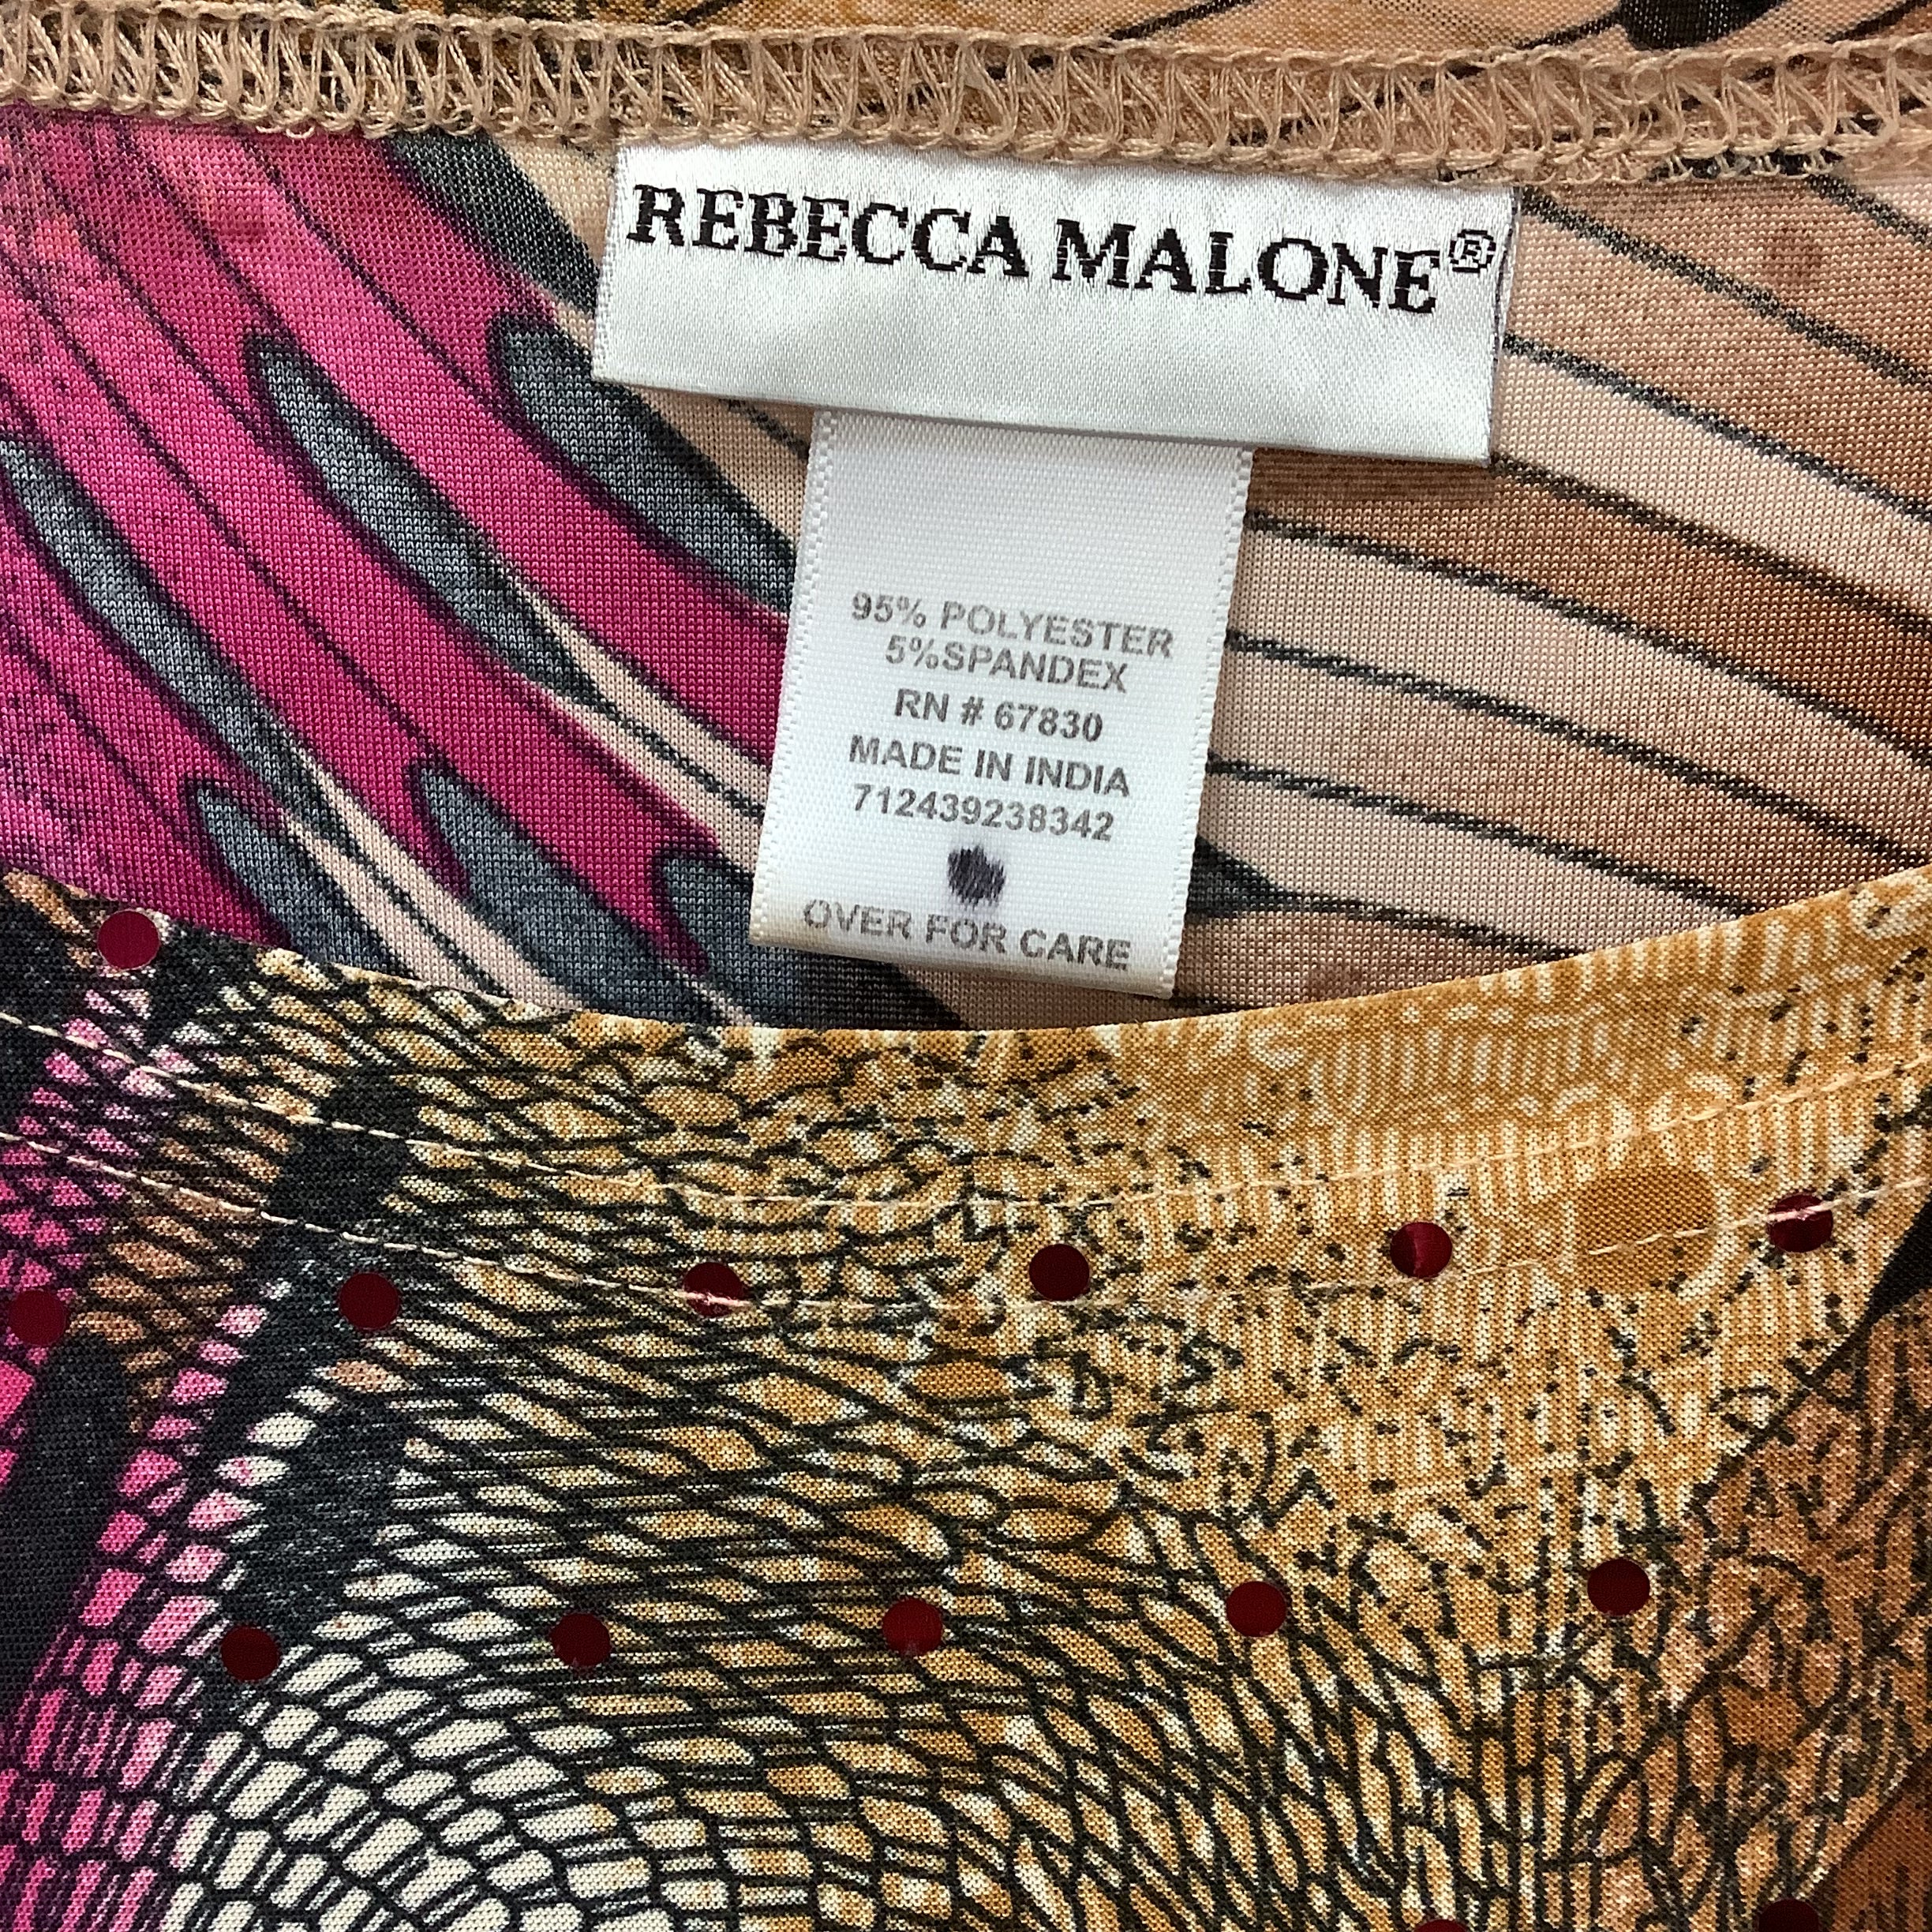 REBECCA MALONE®
95% POLYESTER
5%SPANDEX
RN # 67830
MADE IN INDIA
712439238342
OVER FOR CARE